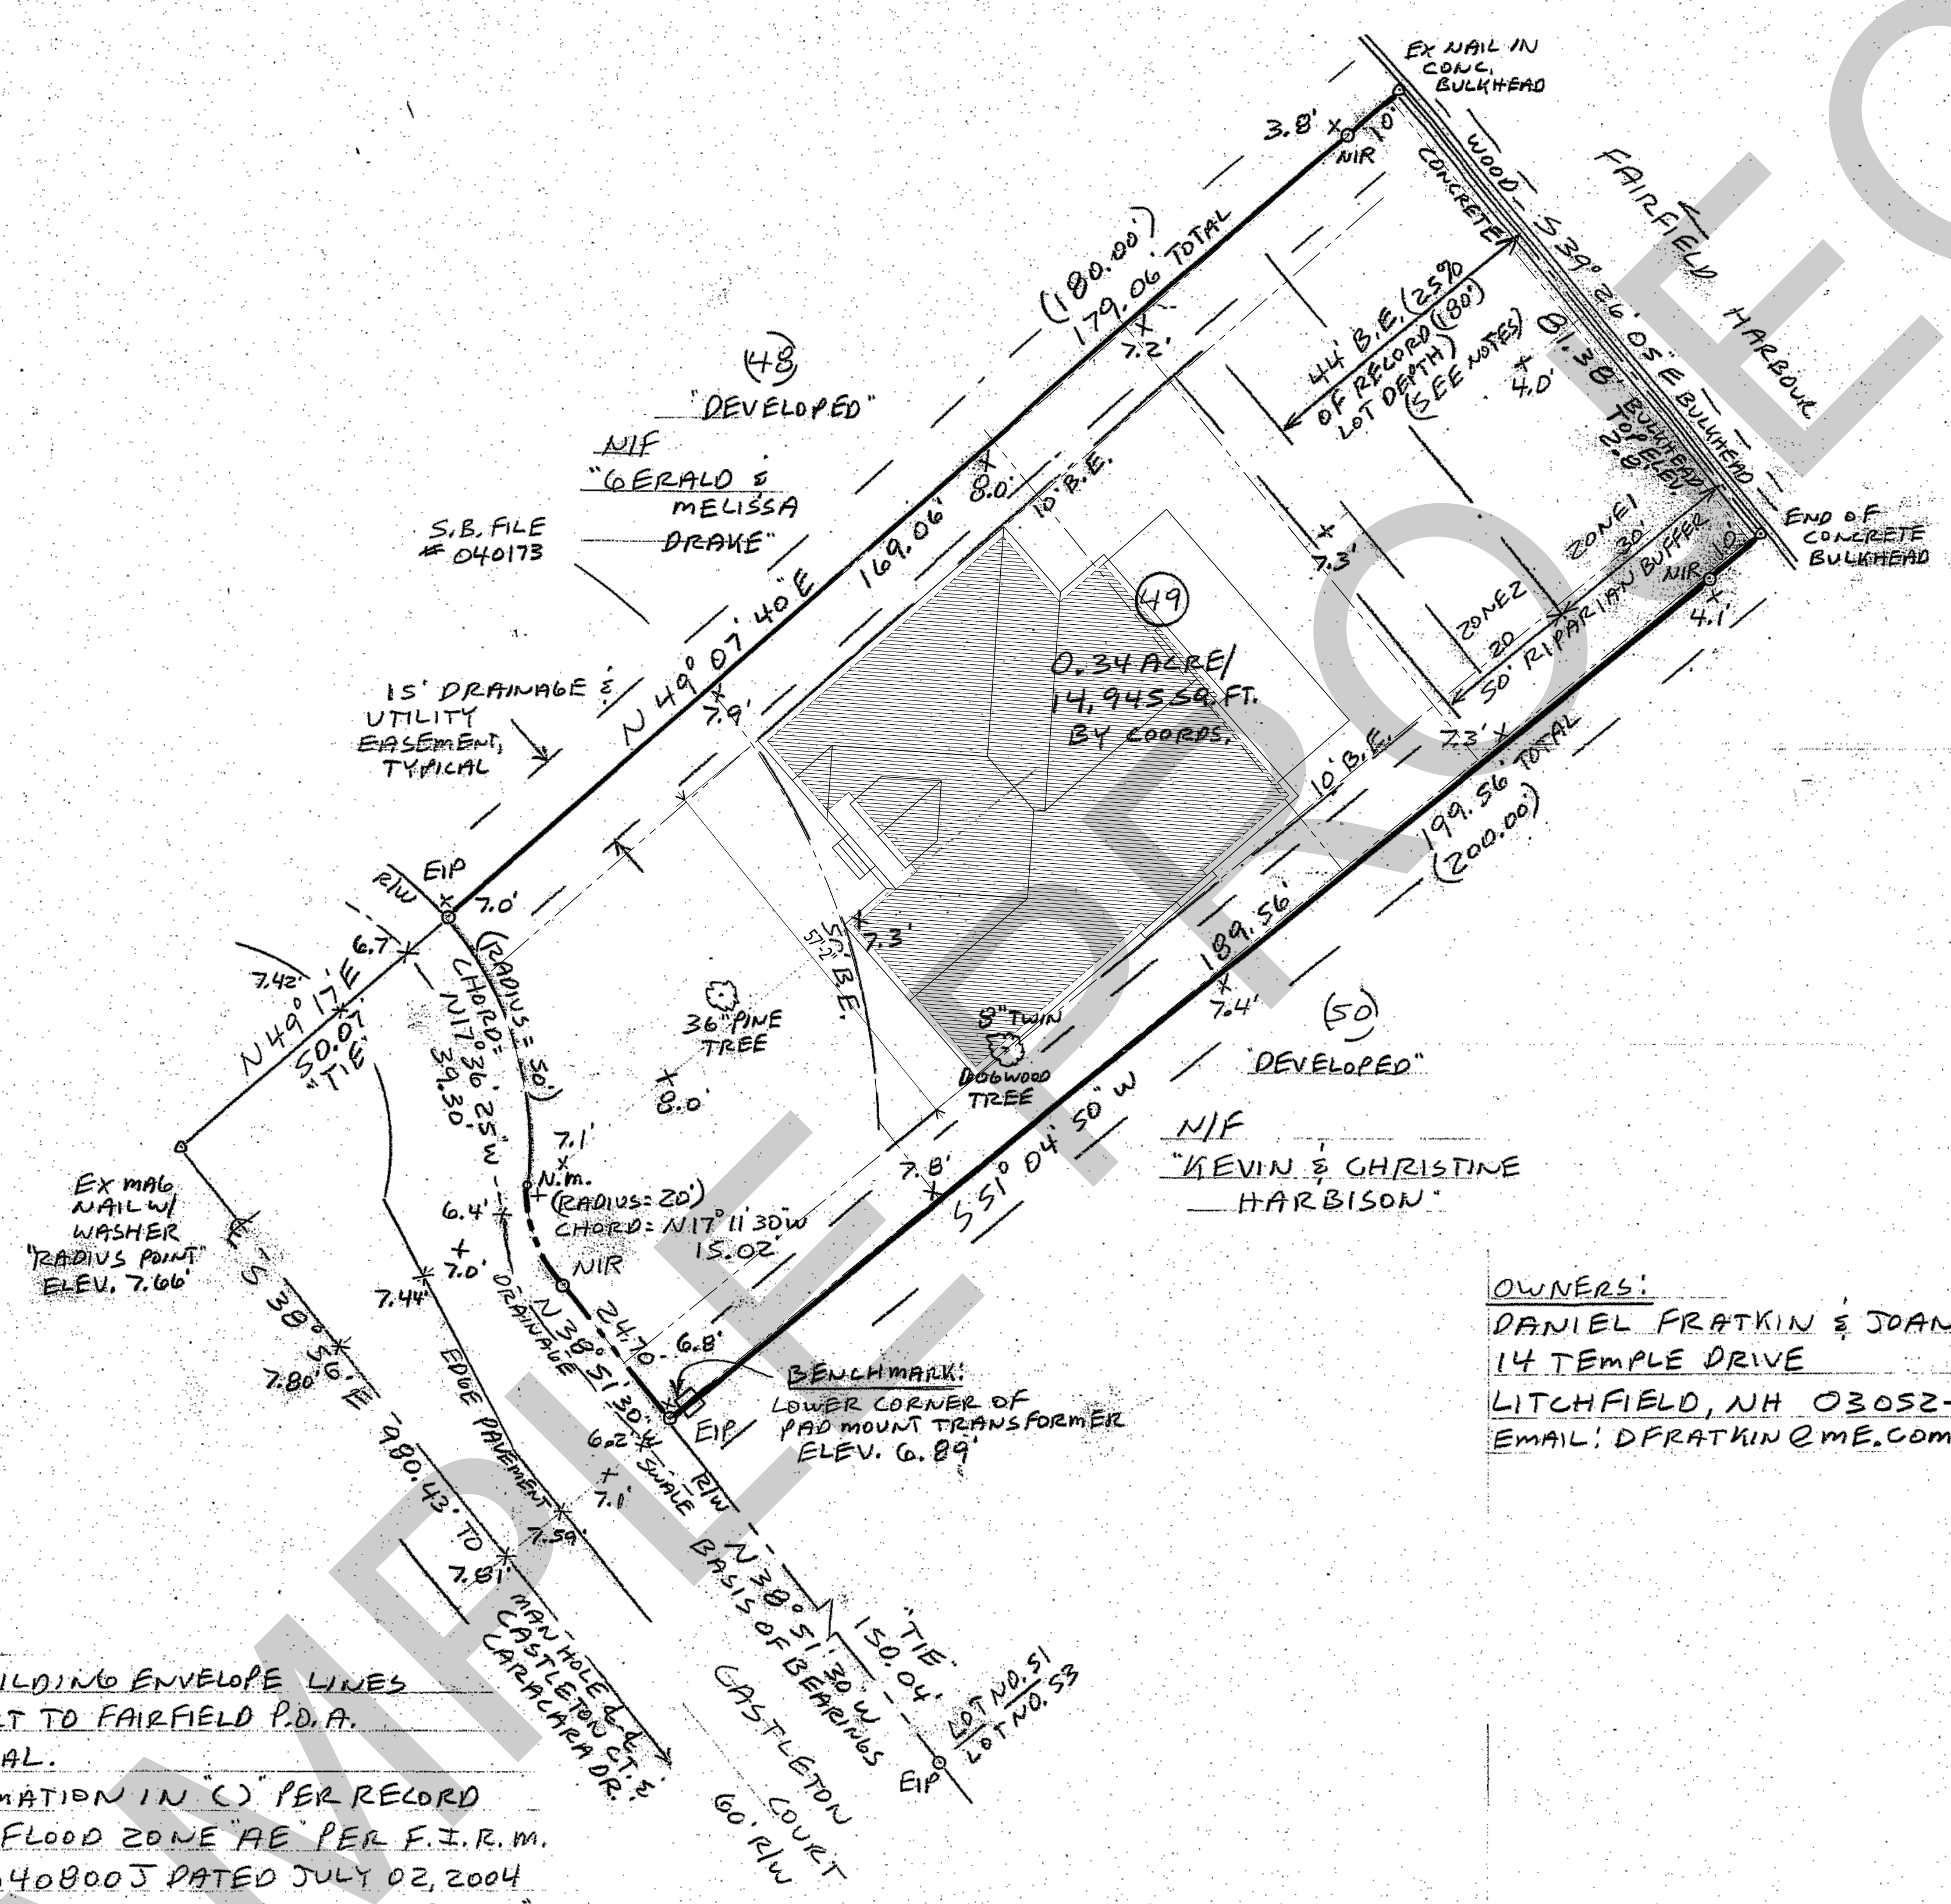 EX NAIL IN
CONC.
BULKHEAD
3.8'
NIR
10'
WOOD
CONCRETE
FAIRFIELD HARBOUR
S 39° 26' 05" E
81.38'
BULKHEAD
BULKHEAD
TOP ELEV.
(180.00')
179.06 TOTAL
7.2'
44' B.E. (25%
OF RECORD (180')
LOT DEPTH)
(SEE NOTES)
4.0'
(48)
"DEVELOPED"
N/F
"GERALD &
MELISSA
DRAKE"
S.B. FILE
# 040173
8.0'
10' B.E.
169.06'
N 49° 07' 40" E
7.3'
ZONE 1
30'
ZONE 2
20
50' RIPARIAN BUFFER
10'
NIR
4.1'
END OF
CONCRETE
BULKHEAD
49
0.34 ACRE/
14,945 SQ. FT.
BY COORDS.
15' DRAINAGE &
UTILITY
EASEMENT,
TYPICAL
7.9'
10' B.E.
7.3'
199.56' TOTAL
(200.00')
189.56'
EIP
R/W
7.0'
6.7'
7.42'
N 49° 17' E
50.07'
"TIE"
(RADIUS = 50')
CHORD =
N 17° 36' 25" W
39.30'
7.3'
50' B.E.
57'-2"
36" PINE
TREE
8.0'
8" TWIN
DOGWOOD
TREE
7.4'
(50)
"DEVELOPED"
N/F
"KEVIN & CHRISTINE
HARBISON"
S 51° 04' 50" W
7.8'
7.1'
N.M.
(RADIUS = 20')
CHORD = N 17° 11' 30" W
15.02'
NIR
EX MAG
NAIL W/
WASHER
"RADIUS POINT"
ELEV. 7.66'
6.4'
7.0'
7.44'
DRAINAGE
SWALE
24.70
N 38° 51' 30" W
6.8'
BENCHMARK:
LOWER CORNER OF
PAD MOUNT TRANSFORMER
ELEV. 6.89'
EIP
6.2'
7.1'
7.59'
R/W
EDGE PAVEMENT
℄
S 38° 56' E - 980.43' TO
7.80'
7.81'
MANHOLE @ ℄
CASTLETON CT. &
CARACARA DR.
N 38° 51' 30" W
BASIS OF BEARINGS
"TIE"
150.04'
LOT NO. 51
LOT NO. 53
EIP
CASTLETON COURT
60' R/W
OWNERS:
DANIEL FRATKIN & JOAN
14 TEMPLE DRIVE
LITCHFIELD, NH 03052-
EMAIL: DFRATKIN@ME.COM
ILDING ENVELOPE LINES
T TO FAIRFIELD P.O.A.
AL.
MATION IN "( )" PER RECORD
FLOOD ZONE "AE" PER F.I.R.M.
40800J DATED JULY 02, 2004
MPLE PROJEC